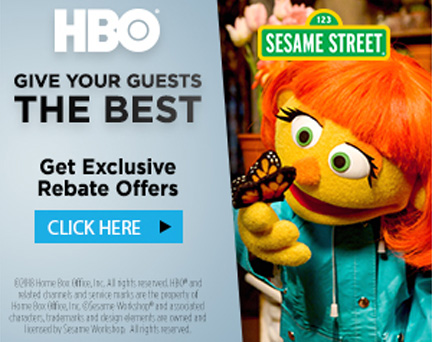 HBO®
GIVE YOUR GUESTS
THE BEST
Get Exclusive
Rebate Offers
CLICK HERE
©2018 Home Box Office, Inc. All rights reserved. HBO® and
related channels and service marks are the property of
Home Box Office, Inc. ©Sesame Workshop® and associated
characters, trademarks and design elements are owned and
licensed by Sesame Workshop. All rights reserved.
123
SESAME STREET